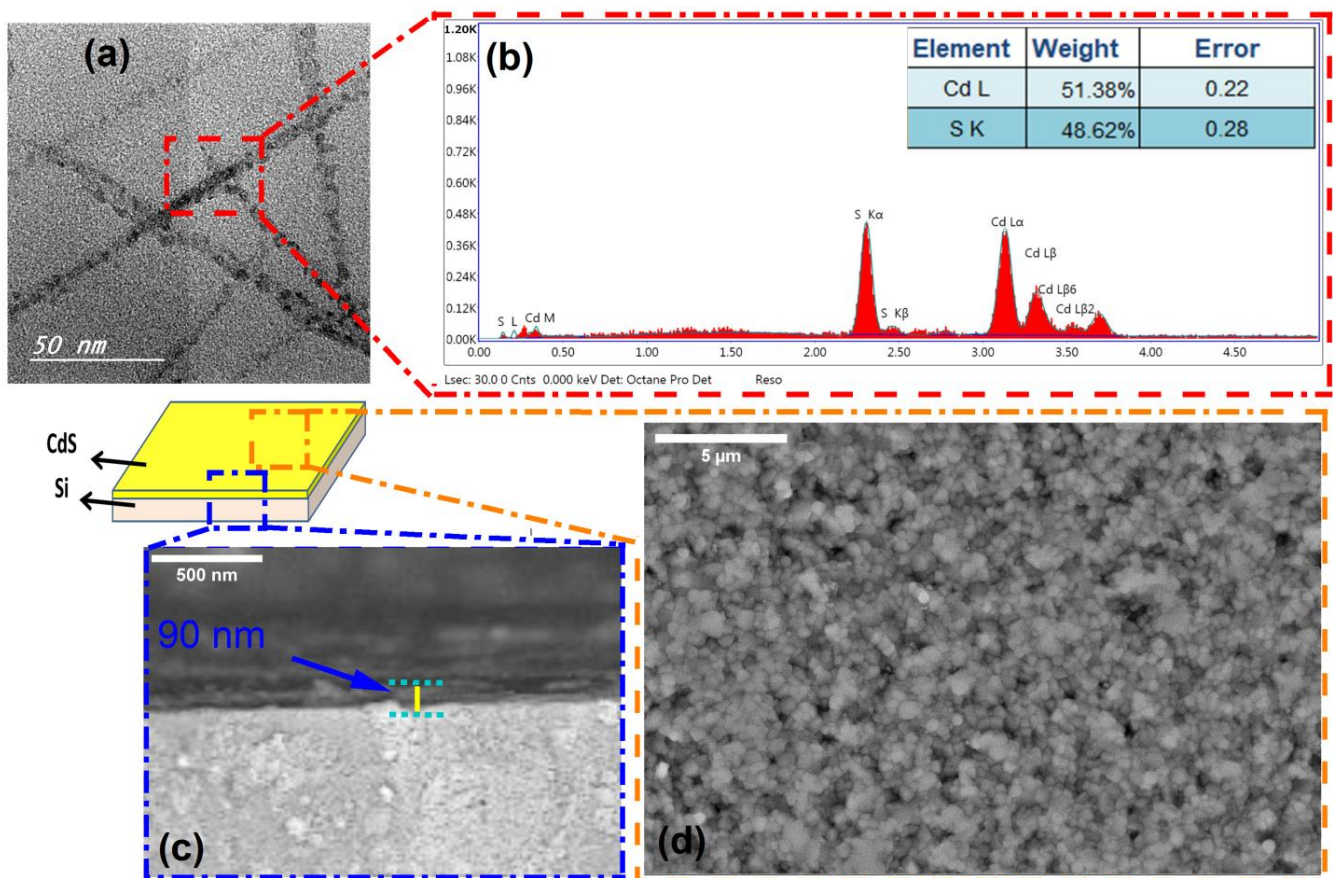 (a)
50 nm
(b)
1.20K
1.08K
0.96K
0.84K
0.72K
0.60K
0.48K
0.36K
0.24K
0.12K
0.00K
0.00 0.50 1.00 1.50 2.00 2.50 3.00 3.50 4.00 4.50
S L Cd M
S Kα
S Kβ
Cd Lα
Cd Lβ
Cd Lβ6
Cd Lβ2
Element Weight Error
Cd L 51.38% 0.22
S K 48.62% 0.28
Lsec: 30.0 0 Cnts 0.000 keV Det: Octane Pro Det Reso
CdS
Si
500 nm
90 nm
(c)
5 µm
(d)